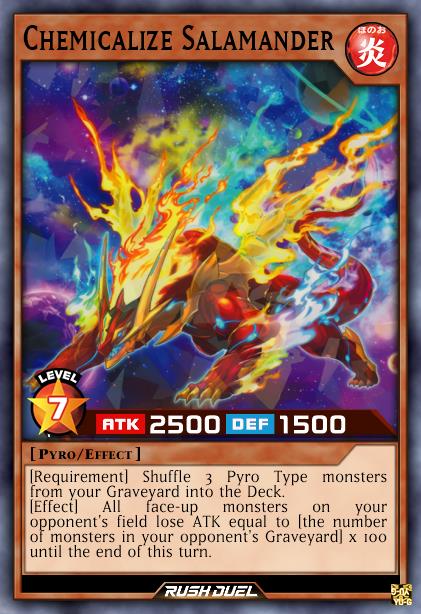 CHEMICALIZE SALAMANDER
ほのお
炎
LEVEL
7
ATK 2500 DEF 1500
[PYRO/EFFECT]
[Requirement] Shuffle 3 Pyro Type monsters
from your Graveyard into the Deck.
[Effect] All face-up monsters on your
opponent's field lose ATK equal to [the number
of monsters in your opponent's Graveyard] x 100
until the end of this turn.
RUSH DUEL